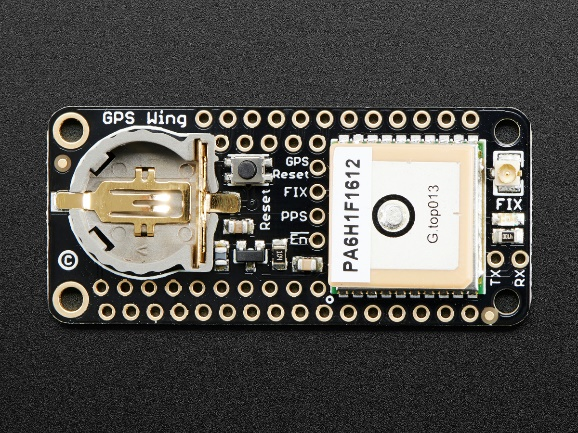 GPS Wing
GPS
Reset
FIX
PPS
En
Reset
PA6H1F1612
G.top013
FIX
TX
RX
©